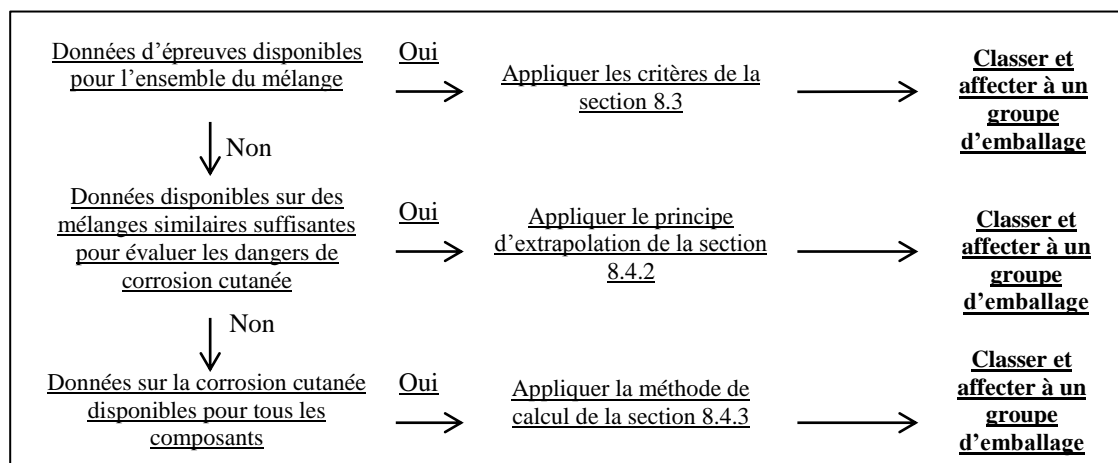 Données d'épreuves disponibles
pour l'ensemble du mélange
Oui
Appliquer les critères de la
section 8.3
Classer et
affecter à un
groupe
d'emballage
Non
Données disponibles sur des
mélanges similaires suffisantes
pour évaluer les dangers de
corrosion cutanée
Oui
Appliquer le principe
d'extrapolation de la section
8.4.2
Classer et
affecter à un
groupe
d'emballage
Non
Données sur la corrosion cutanée
disponibles pour tous les
composants
Oui
Appliquer la méthode de
calcul de la section 8.4.3
Classer et
affecter à un
groupe
d'emballage